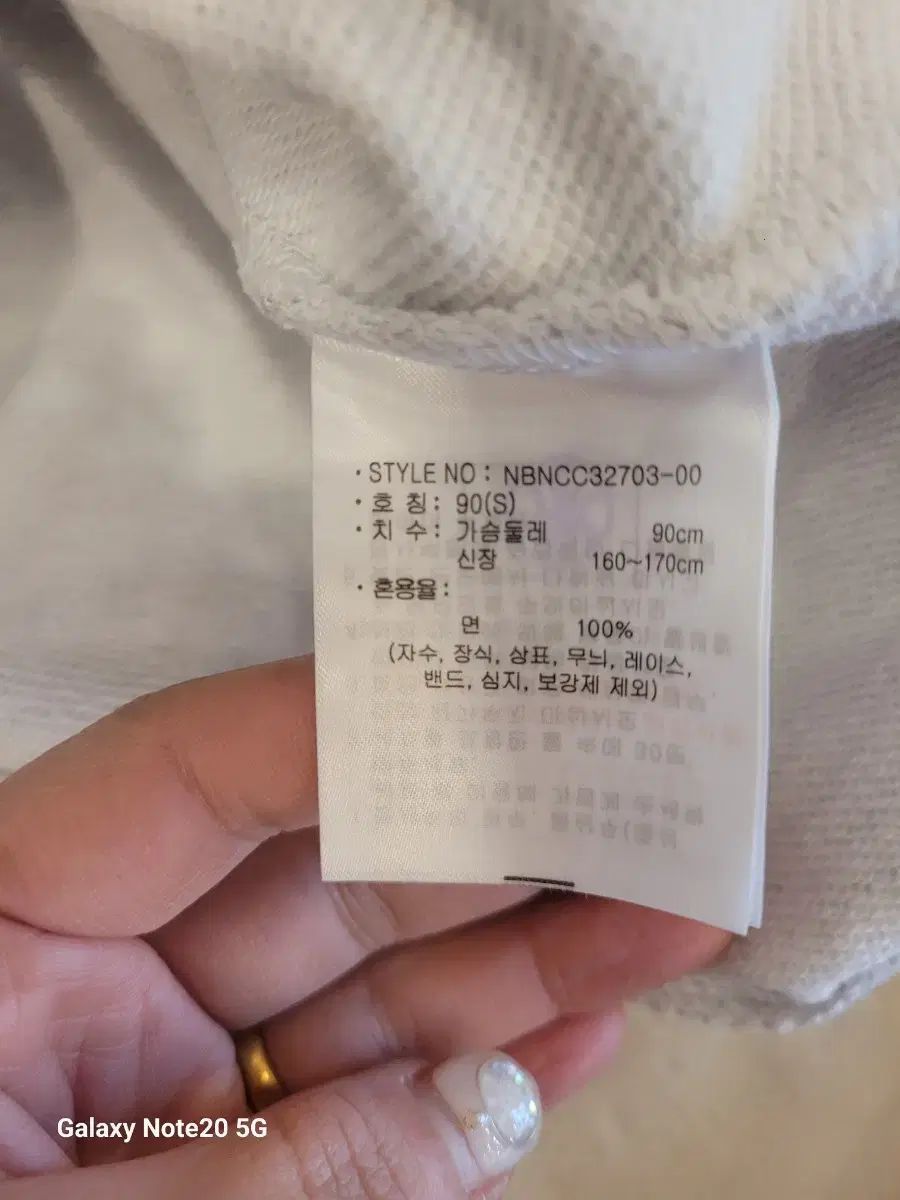 · STYLE NO : NBNCC32703-00
· 호 칭 : 90(S)
· 치 수 : 가슴둘레 90cm
신장 160~170cm
· 혼용율 :
면 100%
(자수, 장식, 상표, 무늬, 레이스,
밴드, 심지, 보강제 제외)
Galaxy Note20 5G